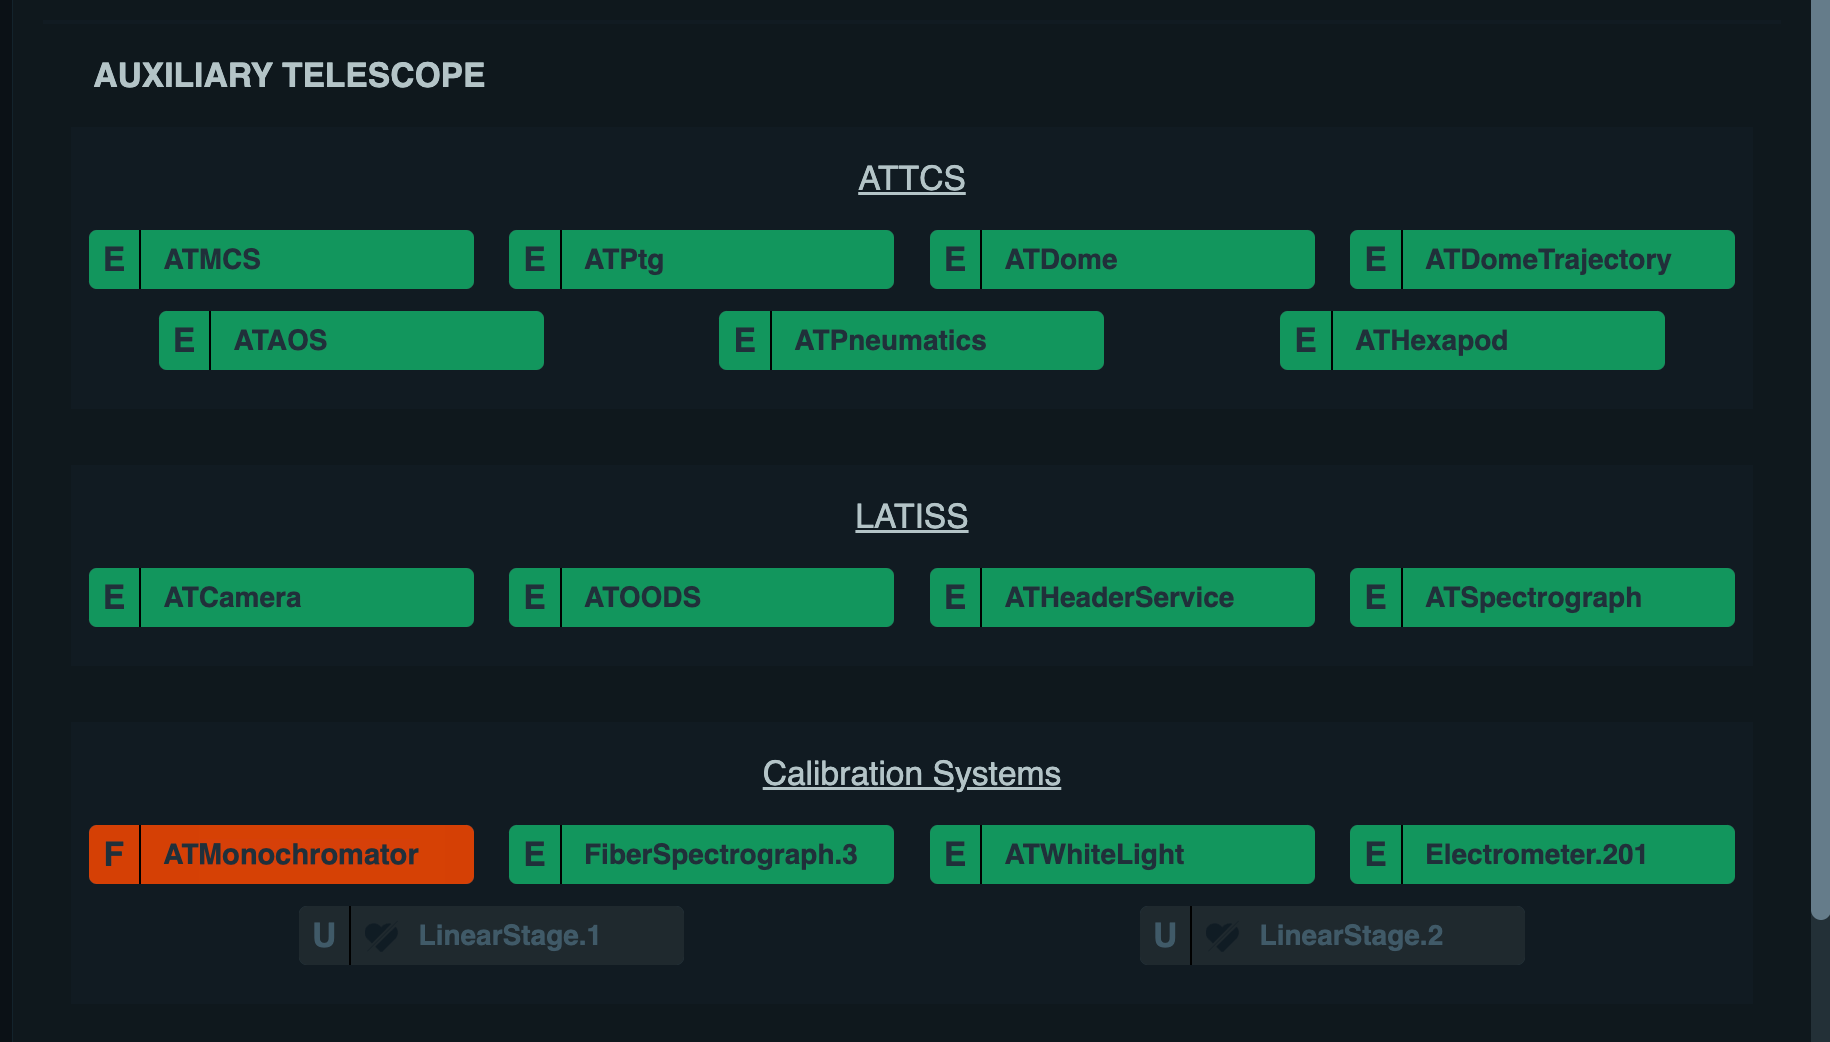 AUXILIARY TELESCOPE
ATTCS
E ATMCS E ATPtg E ATDome E ATDomeTrajectory
E ATAOS E ATPneumatics E ATHexapod
LATISS
E ATCamera E ATOODS E ATHeaderService E ATSpectrograph
Calibration Systems
F ATMonochromator E FiberSpectrograph.3 E ATWhiteLight E Electrometer.201
U LinearStage.1 U LinearStage.2